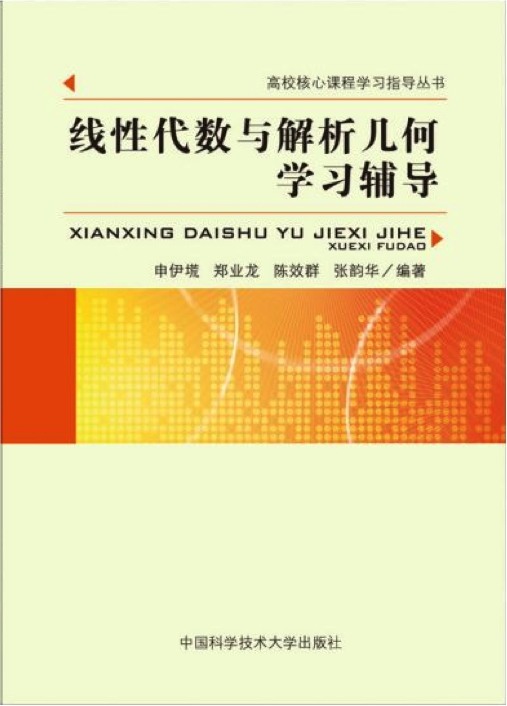 高校核心课程学习指导丛书
线性代数与解析几何
学习辅导
XIANXING DAISHU YU JIEXI JIHE
XUEXI FUDAO
申伊塃 郑业龙 陈效群 张韵华/编著
中国科学技术大学出版社